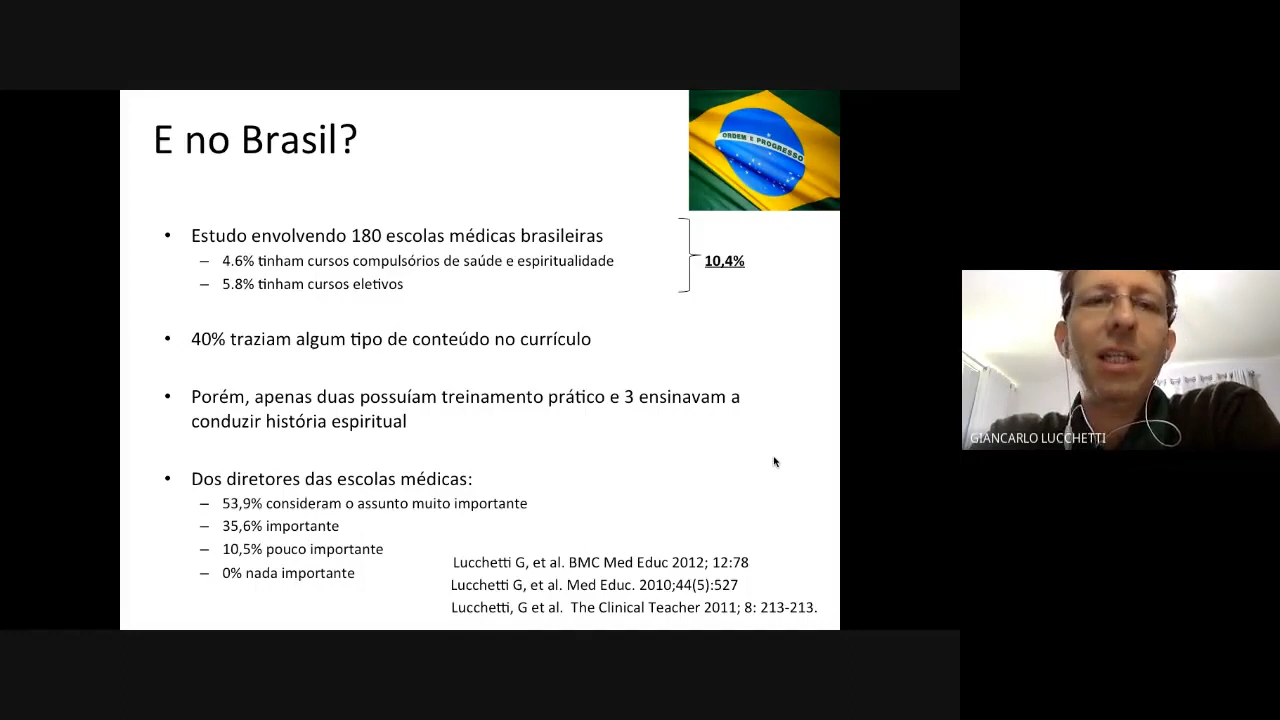 E no Brasil?
ORDEM E PROGRESSO
• Estudo envolvendo 180 escolas médicas brasileiras
– 4.6% tinham cursos compulsórios de saúde e espiritualidade
– 5.8% tinham cursos eletivos
10,4%
• 40% traziam algum tipo de conteúdo no currículo
• Porém, apenas duas possuíam treinamento prático e 3 ensinavam a
conduzir história espiritual
• Dos diretores das escolas médicas:
– 53,9% consideram o assunto muito importante
– 35,6% importante
– 10,5% pouco importante
– 0% nada importante
Lucchetti G, et al. BMC Med Educ 2012; 12:78
Lucchetti G, et al. Med Educ. 2010;44(5):527
Lucchetti, G et al. The Clinical Teacher 2011; 8: 213-213.
GIANCARLO LUCCHETTI